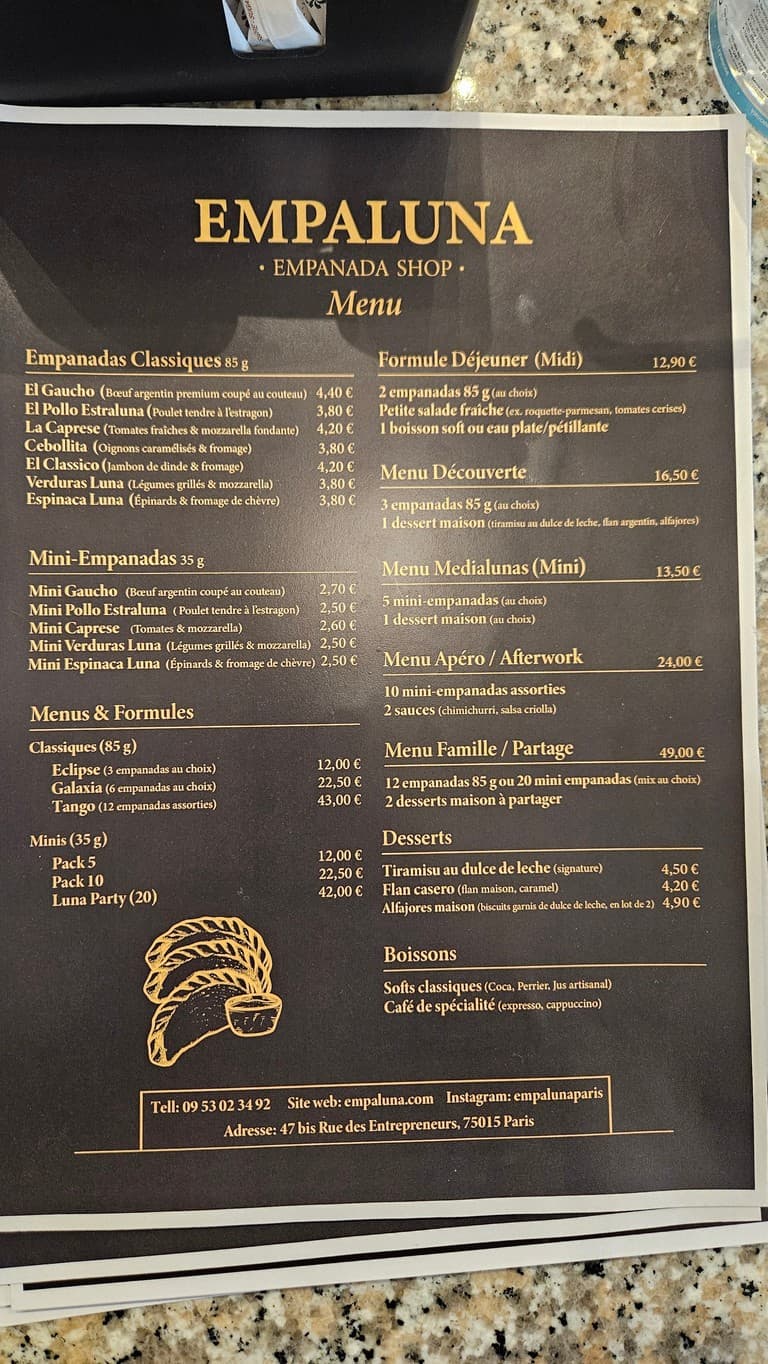 EMPALUNA
• EMPANADA SHOP •
Menu
Empanadas Classiques 85 g
El Gaucho (Bœuf argentin premium coupé au couteau) 4,40 €
El Pollo Estraluna (Poulet tendre à l'estragon) 3,80 €
La Caprese (Tomates fraîches & mozzarella fondante) 4,20 €
Cebollita (Oignons caramélisés & fromage) 3,80 €
El Classico (Jambon de dinde & fromage) 4,20 €
Verduras Luna (Légumes grillés & mozzarella) 3,80 €
Espinaca Luna (Épinards & fromage de chèvre) 3,80 €
Mini-Empanadas 35 g
Mini Gaucho (Bœuf argentin coupé au couteau) 2,70 €
Mini Pollo Estraluna ( Poulet tendre à l'estragon) 2,50 €
Mini Caprese (Tomates & mozzarella) 2,60 €
Mini Verduras Luna (Légumes grillés & mozzarella) 2,50 €
Mini Espinaca Luna (Épinards & fromage de chèvre) 2,50 €
Menus & Formules
Classiques (85 g)
Eclipse (3 empanadas au choix) 12,00 €
Galaxia (6 empanadas au choix) 22,50 €
Tango (12 empanadas assorties) 43,00 €
Minis (35 g)
Pack 5 12,00 €
Pack 10 22,50 €
Luna Party (20) 42,00 €
Formule Déjeuner (Midi) 12,90 €
2 empanadas 85 g (au choix)
Petite salade fraîche (ex. roquette-parmesan, tomates cerises)
1 boisson soft ou eau plate/pétillante
Menu Découverte 16,50 €
3 empanadas 85 g (au choix)
1 dessert maison (tiramisu au dulce de leche, flan argentin, alfajores)
Menu Medialunas (Mini) 13,50 €
5 mini-empanadas (au choix)
1 dessert maison (au choix)
Menu Apéro / Afterwork 24,00 €
10 mini-empanadas assorties
2 sauces (chimichurri, salsa criolla)
Menu Famille / Partage 49,00 €
12 empanadas 85 g ou 20 mini empanadas (mix au choix)
2 desserts maison à partager
Desserts
Tiramisu au dulce de leche (signature) 4,50 €
Flan casero (flan maison, caramel) 4,20 €
Alfajores maison (biscuits garnis de dulce de leche, en lot de 2) 4,90 €
Boissons
Softs classiques (Coca, Perrier, Jus artisanal)
Café de spécialité (expresso, cappuccino)
Tell: 09 53 02 34 92 Site web: empaluna.com Instagram: empalunaparis
Adresse: 47 bis Rue des Entrepreneurs, 75015 Paris